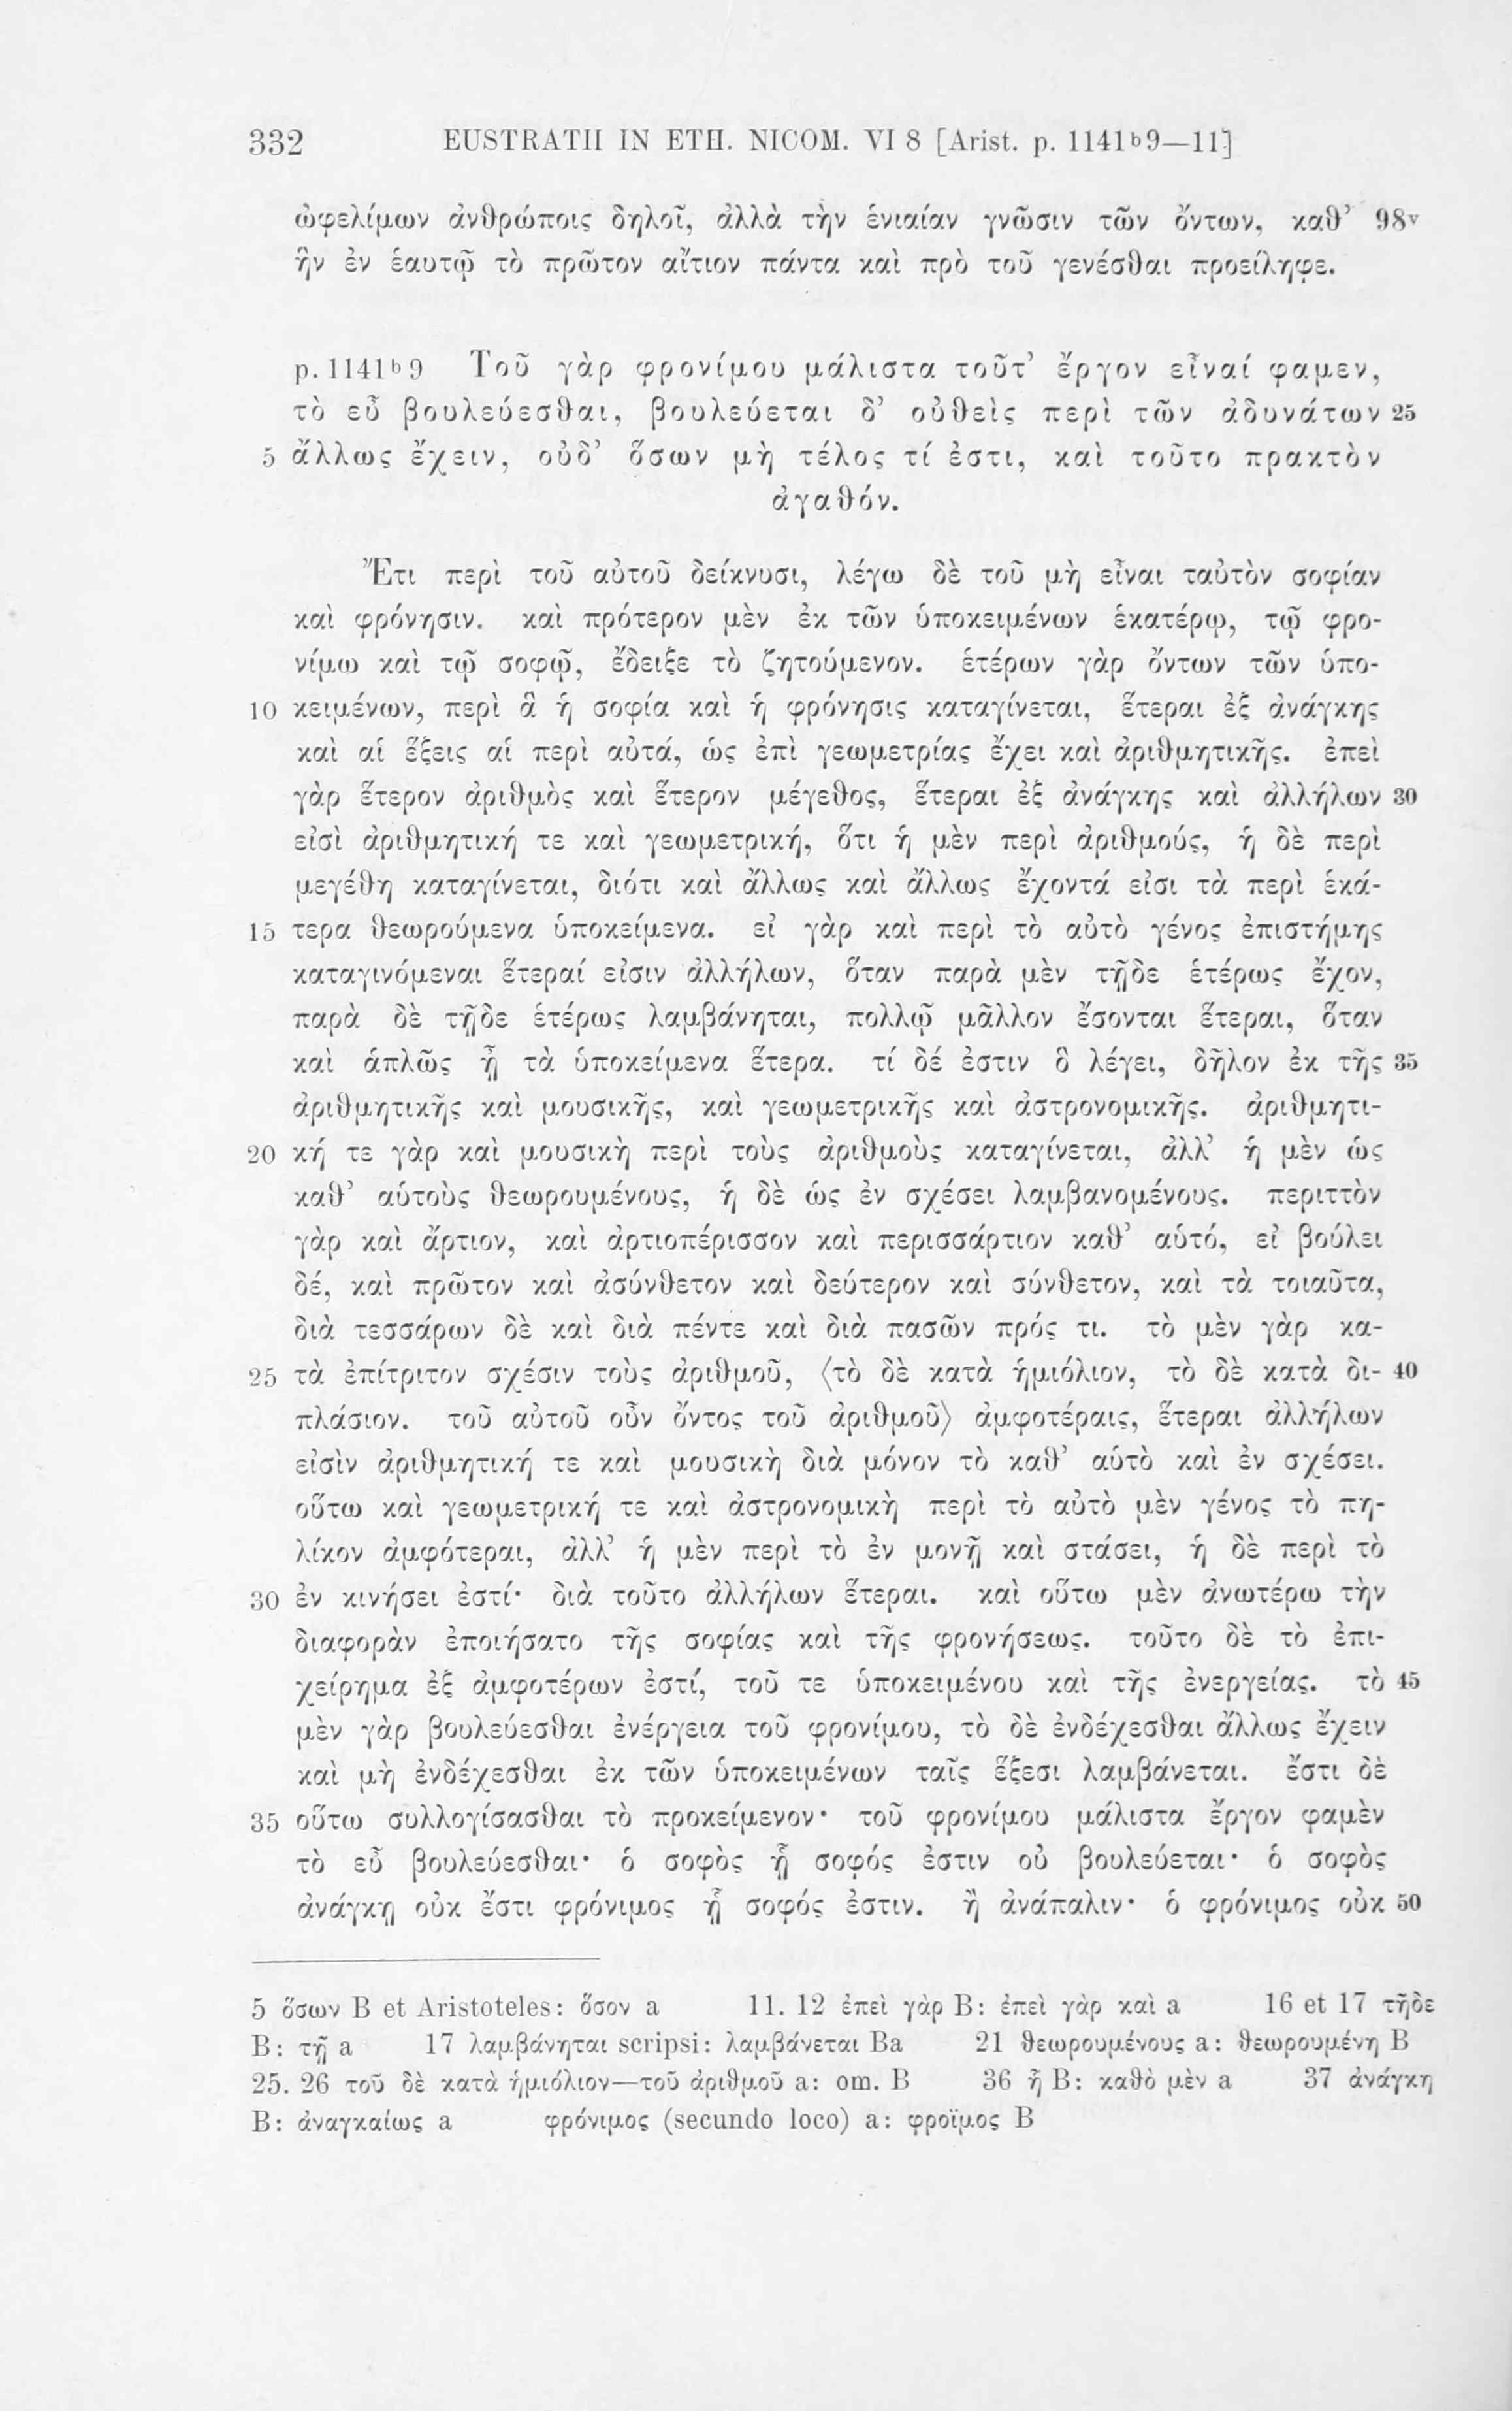 332 EUSTRATII IN ETH. NICOM. VI 8 [Arist. p. 1141ᵇ9—11]
ὠφελίμων ἀνθρώποις δηλοῖ, ἀλλὰ τὴν ἑνιαίαν γνῶσιν τῶν ὄντων, καθ’ 98ᵛ
ἣν ἐν ἑαυτῷ τὸ πρῶτον αἴτιον πάντα καὶ πρὸ τοῦ γενέσθαι προείληφε.
p. 1141ᵇ9 Τοῦ γὰρ φρονίμου μάλιστα τοῦτ’ ἔργον εἶναί φαμεν,
τὸ εὖ βουλεύεσθαι, βουλεύεται δ’ οὐθεὶς περὶ τῶν ἀδυνάτων 25
5 ἄλλως ἔχειν, οὐδ’ ὅσων μὴ τέλος τί ἐστι, καὶ τοῦτο πρακτὸν
ἀγαθόν.
Ἔτι περὶ τοῦ αὐτοῦ δείκνυσι, λέγω δὲ τοῦ μὴ εἶναι ταὐτὸν σοφίαν
καὶ φρόνησιν. καὶ πρότερον μὲν ἐκ τῶν ὑποκειμένων ἑκατέρῳ, τῷ φρο-
νίμω καὶ τῷ σοφῷ, ἔδειξε τὸ ζητούμενον. ἑτέρων γὰρ ὄντων τῶν ὑπο-
10 κειμένων, περὶ ἃ ἡ σοφία καὶ ἡ φρόνησις καταγίνεται, ἕτεραι ἐξ ἀνάγκης
καὶ αἱ ἕξεις αἱ περὶ αὐτά, ὡς ἐπὶ γεωμετρίας ἔχει καὶ ἀριθμητικῆς. ἐπεὶ
γὰρ ἕτερον ἀριθμὸς καὶ ἕτερον μέγεθος, ἕτεραι ἐξ ἀνάγκης καὶ ἀλλήλων 30
εἰσὶ ἀριθμητική τε καὶ γεωμετρική, ὅτι ἡ μὲν περὶ ἀριθμούς, ἡ δὲ περὶ
μεγέθη καταγίνεται, διότι καὶ ἄλλως καὶ ἄλλως ἔχοντά εἰσι τὰ περὶ ἑκά-
15 τερα θεωρούμενα ὑποκείμενα. εἰ γὰρ καὶ περὶ τὸ αὐτὸ γένος ἐπιστήμης
καταγινόμεναι ἕτεραί εἰσιν ἀλλήλων, ὅταν παρὰ μὲν τῇδε ἑτέρως ἔχον,
παρὰ δὲ τῇδε ἑτέρως λαμβάνηται, πολλῷ μᾶλλον ἔσονται ἕτεραι, ὅταν
καὶ ἁπλῶς ᾖ τὰ ὑποκείμενα ἕτερα. τί δέ ἐστιν ὃ λέγει, δῆλον ἐκ τῆς 35
ἀριθμητικῆς καὶ μουσικῆς, καὶ γεωμετρικῆς καὶ ἀστρονομικῆς. ἀριθμητι-
20 κή τε γὰρ καὶ μουσικὴ περὶ τοὺς ἀριθμοὺς καταγίνεται, ἀλλ’ ἡ μὲν ὡς
καθ’ αὑτοὺς θεωρουμένους, ἡ δὲ ὡς ἐν σχέσει λαμβανομένους. περιττὸν
γὰρ καὶ ἄρτιον, καὶ ἀρτιοπέρισσον καὶ περισσάρτιον καθ’ αὑτό, εἰ βούλει
δέ, καὶ πρῶτον καὶ ἀσύνθετον καὶ δεύτερον καὶ σύνθετον, καὶ τὰ τοιαῦτα,
διὰ τεσσάρων δὲ καὶ διὰ πέντε καὶ διὰ πασῶν πρός τι. τὸ μὲν γὰρ κα-
25 τὰ ἐπίτριτον σχέσιν τοὺς ἀριθμοῦ, ⟨τὸ δὲ κατὰ ἡμιόλιον, τὸ δὲ κατὰ δι- 40
πλάσιον. τοῦ αὐτοῦ οὖν ὄντος τοῦ ἀριθμοῦ⟩ ἀμφοτέραις, ἕτεραι ἀλλήλων
εἰσὶν ἀριθμητική τε καὶ μουσικὴ διὰ μόνον τὸ καθ’ αὑτὸ καὶ ἐν σχέσει.
οὕτω καὶ γεωμετρική τε καὶ ἀστρονομικὴ περὶ τὸ αὐτὸ μὲν γένος τὸ πη-
λίκον ἀμφότεραι, ἀλλ’ ἡ μὲν περὶ τὸ ἐν μονῇ καὶ στάσει, ἡ δὲ περὶ τὸ
30 ἐν κινήσει ἐστί· διὰ τοῦτο ἀλλήλων ἕτεραι. καὶ οὕτω μὲν ἀνωτέρω τὴν
διαφορὰν ἐποιήσατο τῆς σοφίας καὶ τῆς φρονήσεως. τοῦτο δὲ τὸ ἐπι-
χείρημα ἐξ ἀμφοτέρων ἐστί, τοῦ τε ὑποκειμένου καὶ τῆς ἐνεργείας. τὸ 45
μὲν γὰρ βουλεύεσθαι ἐνέργεια τοῦ φρονίμου, τὸ δὲ ἐνδέχεσθαι ἄλλως ἔχειν
καὶ μὴ ἐνδέχεσθαι ἐκ τῶν ὑποκειμένων ταῖς ἕξεσι λαμβάνεται. ἔστι δὲ
35 οὕτω συλλογίσασθαι τὸ προκείμενον· τοῦ φρονίμου μάλιστα ἔργον φαμὲν
τὸ εὖ βουλεύεσθαι· ὁ σοφὸς ᾗ σοφός ἐστιν οὐ βουλεύεται· ὁ σοφὸς
ἀνάγκῃ οὐκ ἔστι φρόνιμος ᾗ σοφός ἐστιν. ἢ ἀνάπαλιν· ὁ φρόνιμος οὐκ 50
5 ὅσων B et Aristoteles: ὅσον a 11. 12 ἐπεὶ γὰρ B: ἐπεὶ γὰρ καὶ a 16 et 17 τῇδε
B: τῇ a 17 λαμβάνηται scripsi: λαμβάνεται Ba 21 θεωρουμένους a: θεωρουμένη B
25. 26 τοῦ δὲ κατὰ ἡμιόλιον—τοῦ ἀριθμοῦ a: om. B 36 ᾗ B: καθὸ μὲν a 37 ἀνάγκῃ
B: ἀναγκαίως a φρόνιμος (secundo loco) a: φροΐμος B